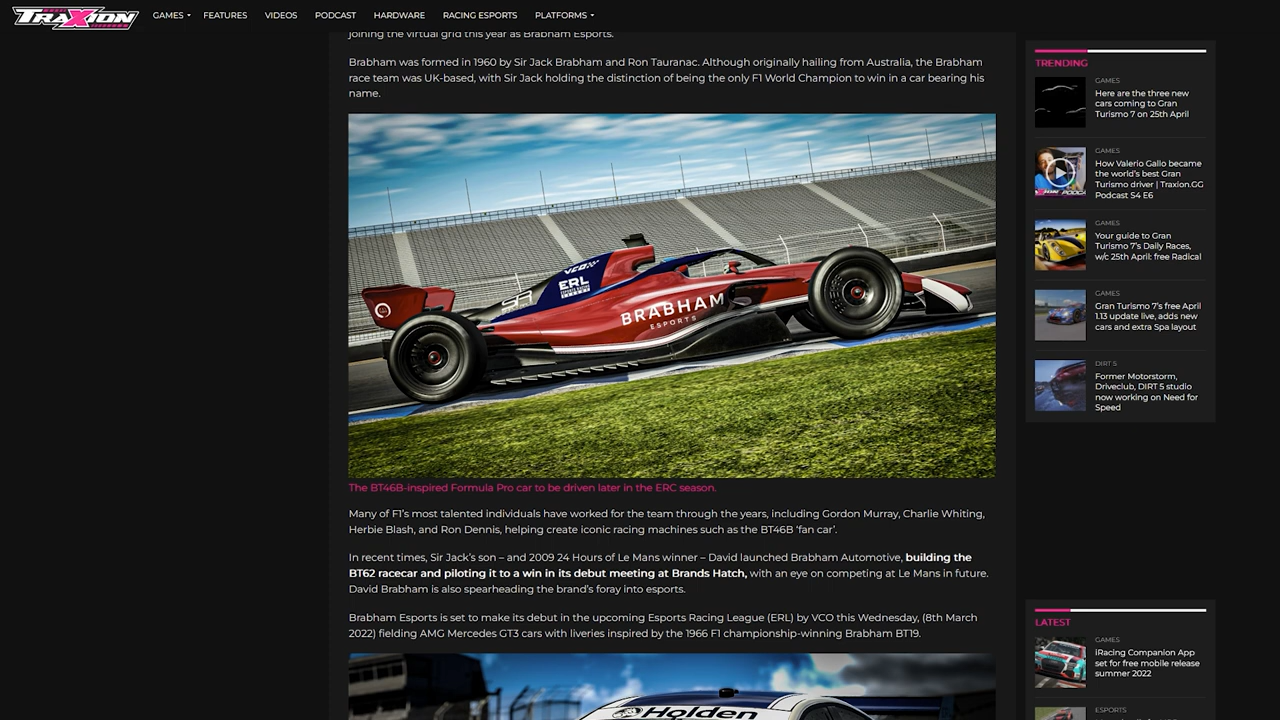 TRAXION
GAMES
FEATURES
VIDEOS
PODCAST
HARDWARE
RACING ESPORTS
PLATFORMS
joining the virtual grid this year as Brabham Esports.
Brabham was formed in 1960 by Sir Jack Brabham and Ron Tauranac. Although originally hailing from Australia, the Brabham
race team was UK-based, with Sir Jack holding the distinction of being the only F1 World Champion to win in a car bearing his
name.
VCO
ERL
BRABHAM
ESPORTS
The BT46B-inspired Formula Pro car to be driven later in the ERC season.
Many of F1's most talented individuals have worked for the team through the years, including Gordon Murray, Charlie Whiting,
Herbie Blash, and Ron Dennis, helping create iconic racing machines such as the BT46B 'fan car'.
In recent times, Sir Jack's son – and 2009 24 Hours of Le Mans winner – David launched Brabham Automotive, building the
BT62 racecar and piloting it to a win in its debut meeting at Brands Hatch, with an eye on competing at Le Mans in future.
David Brabham is also spearheading the brand's foray into esports.
Brabham Esports is set to make its debut in the upcoming Esports Racing League (ERL) by VCO this Wednesday, (8th March
2022) fielding AMG Mercedes GT3 cars with liveries inspired by the 1966 F1 championship-winning Brabham BT19.
Holden
TRENDING
GAMES
Here are the three new
cars coming to Gran
Turismo 7 on 25th April
GAMES
How Valerio Gallo became
the world's best Gran
Turismo driver | Traxion.GG
Podcast S4 E6
GAMES
Your guide to Gran
Turismo 7's Daily Races,
w/c 25th April: free Radical
GAMES
Gran Turismo 7's free April
1.13 update live, adds new
cars and extra Spa layout
DIRT 5
Former Motorstorm,
Driveclub, DIRT 5 studio
now working on Need for
Speed
LATEST
GAMES
iRacing Companion App
set for free mobile release
summer 2022
ESPORTS